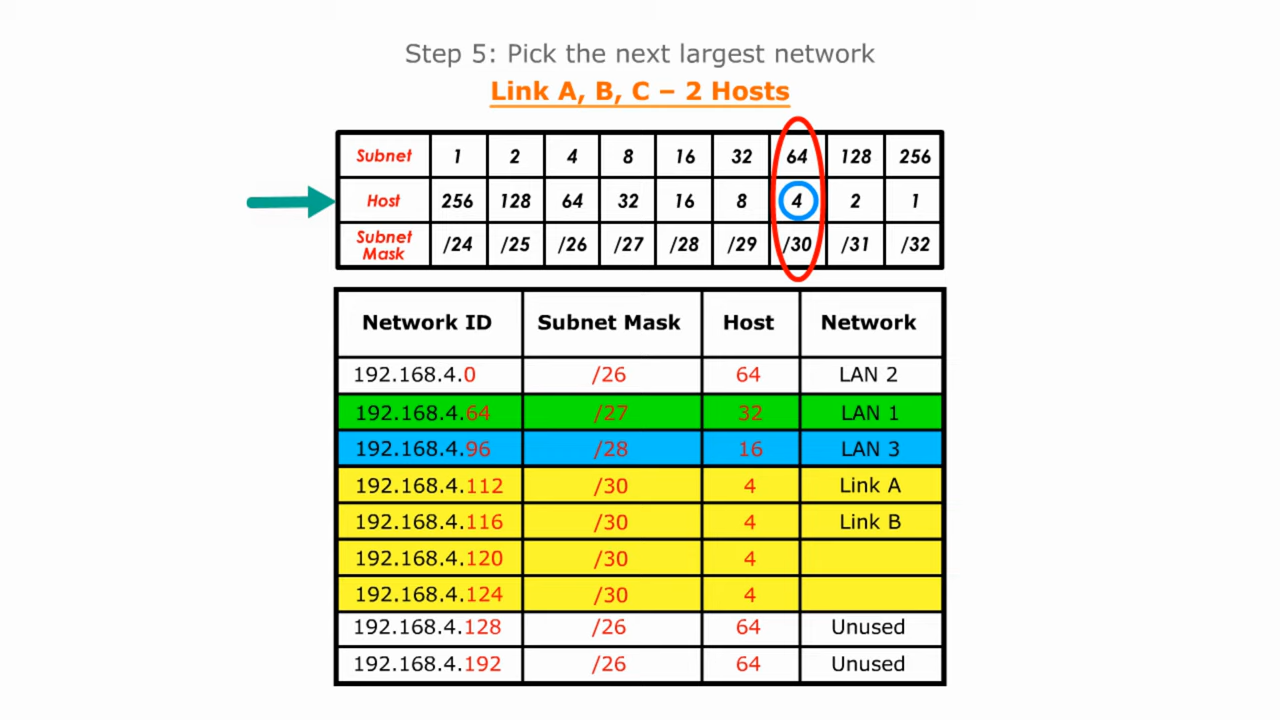 Step 5: Pick the next largest network
Link A, B, C – 2 Hosts
Subnet 1 2 4 8 16 32 64 128 256
Host 256 128 64 32 16 8 4 2 1
Subnet Mask /24 /25 /26 /27 /28 /29 /30 /31 /32
Network ID Subnet Mask Host Network
192.168.4.0 /26 64 LAN 2
192.168.4.64 /27 32 LAN 1
192.168.4.96 /28 16 LAN 3
192.168.4.112 /30 4 Link A
192.168.4.116 /30 4 Link B
192.168.4.120 /30 4
192.168.4.124 /30 4
192.168.4.128 /26 64 Unused
192.168.4.192 /26 64 Unused